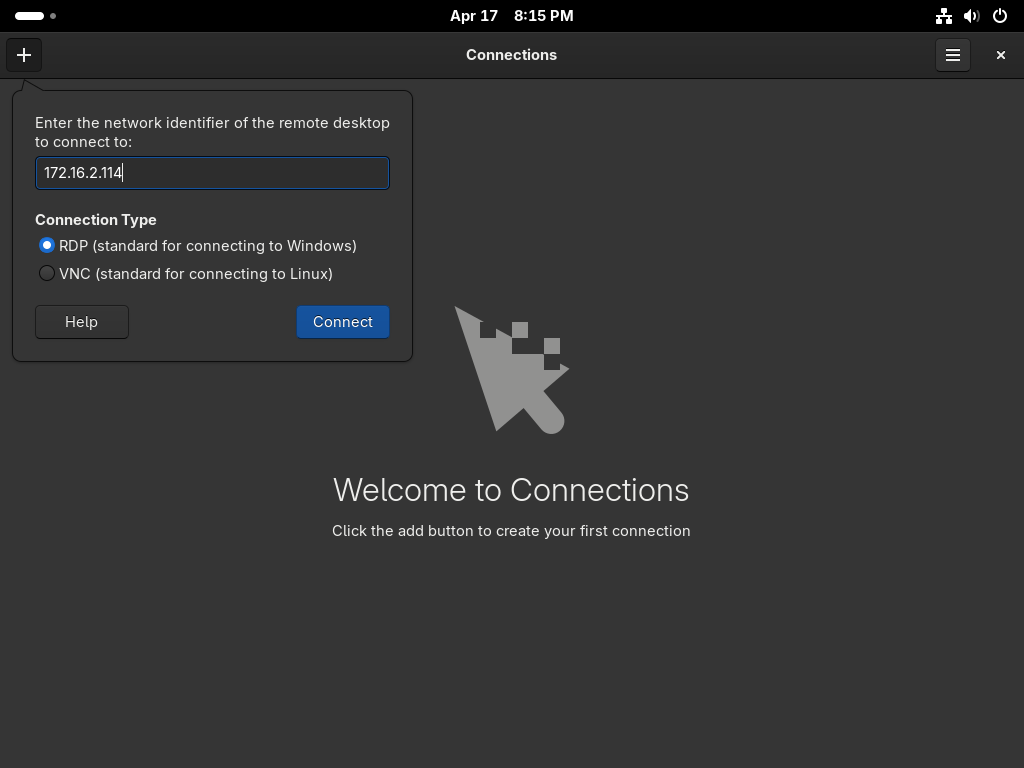 Apr 17 8:15 PM
Connections
Enter the network identifier of the remote desktop
to connect to:
172.16.2.114
Connection Type
RDP (standard for connecting to Windows)
VNC (standard for connecting to Linux)
Help
Connect
Welcome to Connections
Click the add button to create your first connection